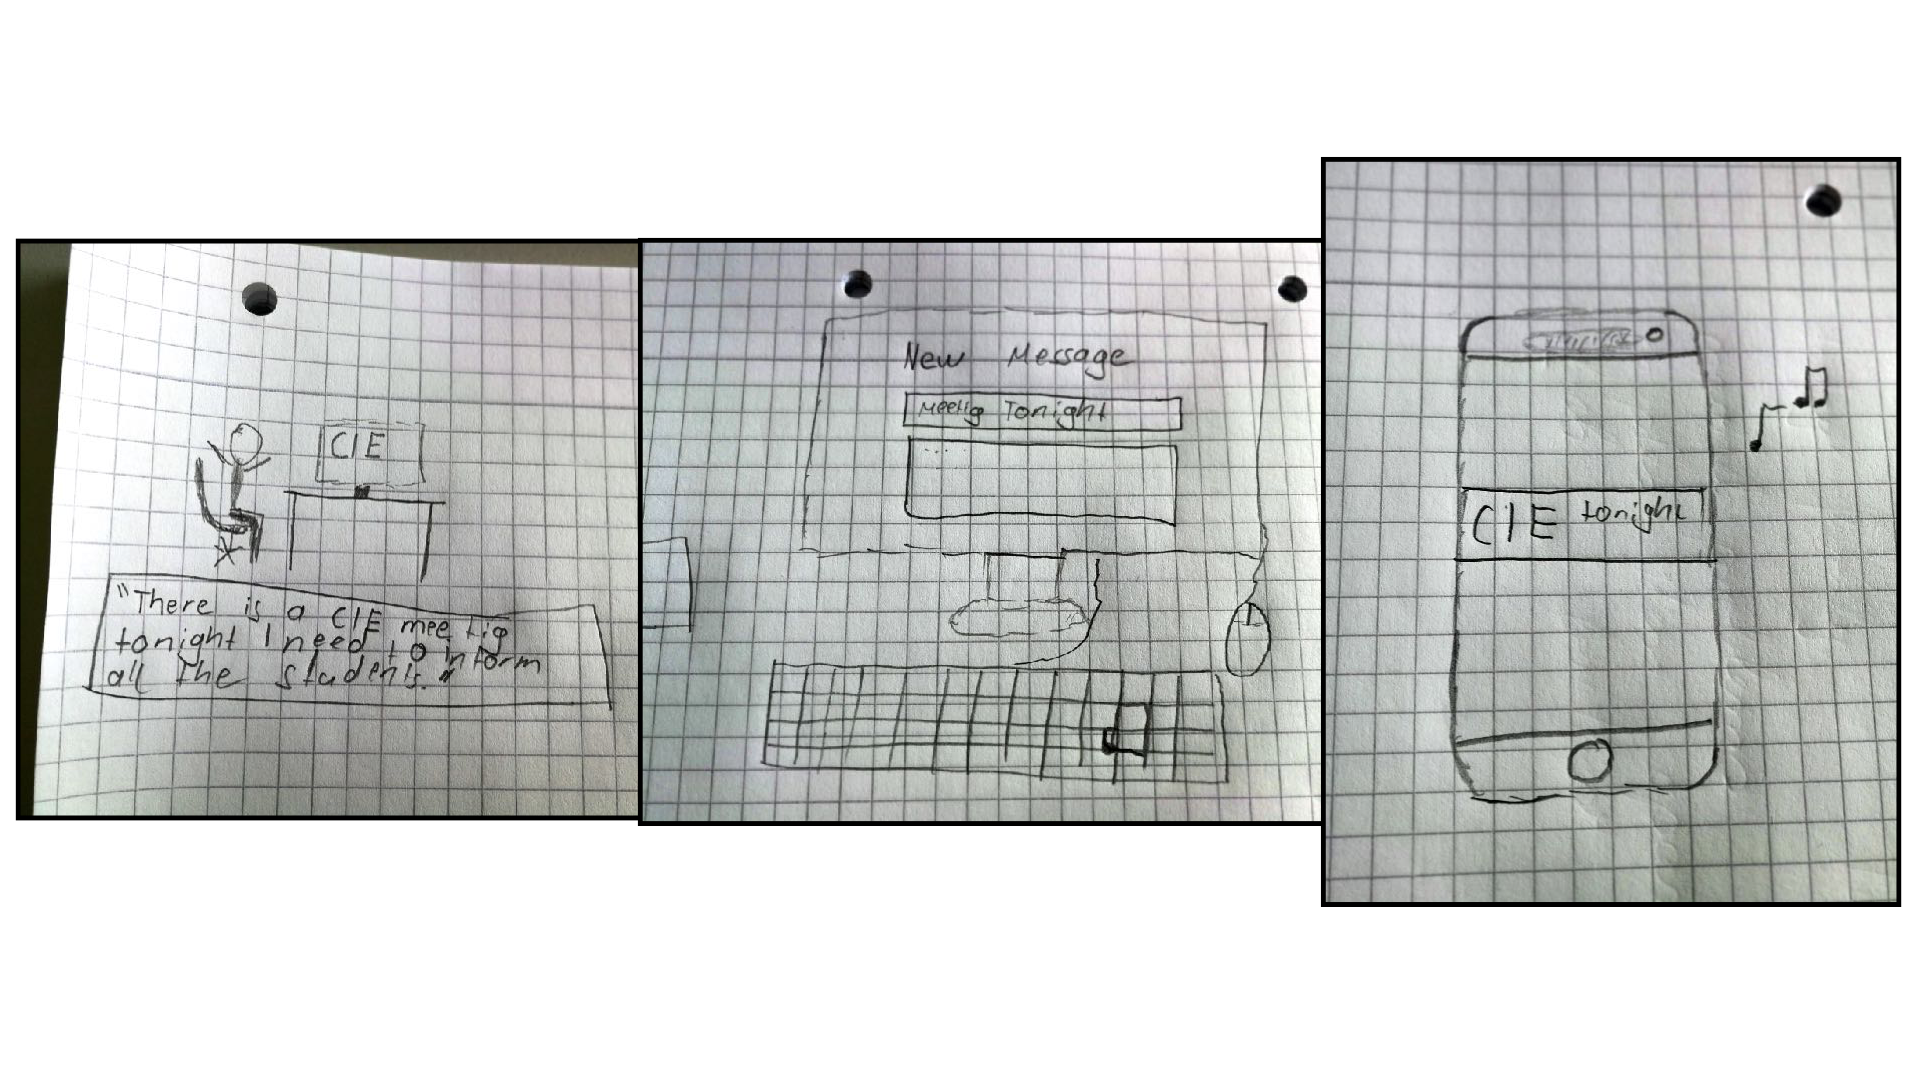 CIE
"There is a CIE meetig
tonight I need to inform
all the students."
New Message
Meetig Tonight
...
CIE tonight